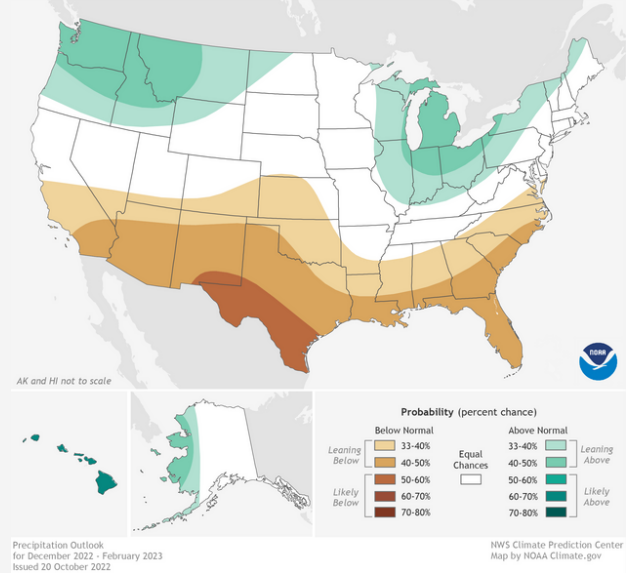 NOAA
AK and HI not to scale
Probability (percent chance)
Below Normal
Above Normal
Leaning
Below
33-40%
40-50%
Likely
Below
50-60%
60-70%
70-80%
Equal
Chances
33-40%
40-50%
Leaning
Above
50-60%
60-70%
70-80%
Likely
Above
Precipitation Outlook
for December 2022 - February 2023
Issued 20 October 2022
NWS Climate Prediction Center
Map by NOAA Climate.gov